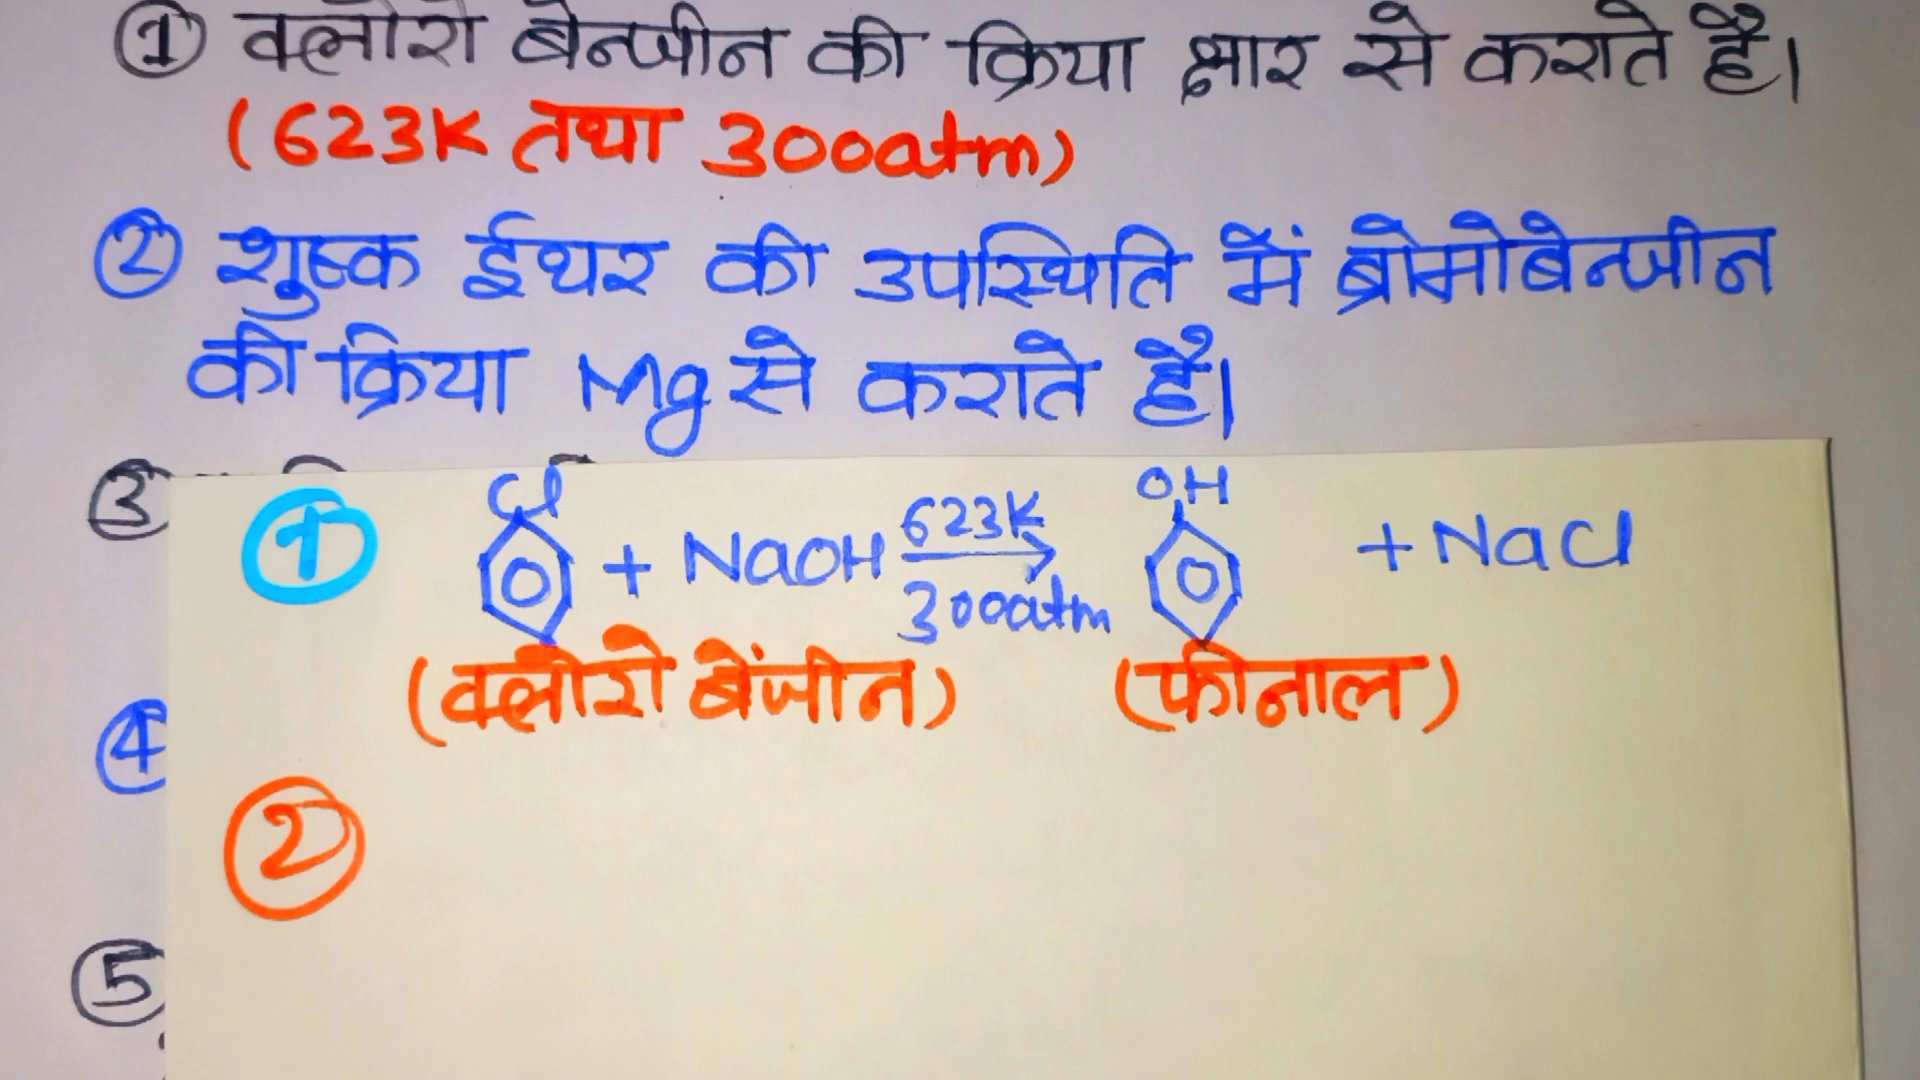 ① क्लोरो बेन्जीन की क्रिया क्षार से कराते है।
(623K तथा 300atm)
② शुष्क ईथर की उपस्थिति में ब्रोमोबेन्जीन
की क्रिया Mg से कराते है।
③
① Cl + NaOH 623K 300atm OH + NaCl
(क्लोरो बेंजीन) (फीनाल)
④
②
⑤